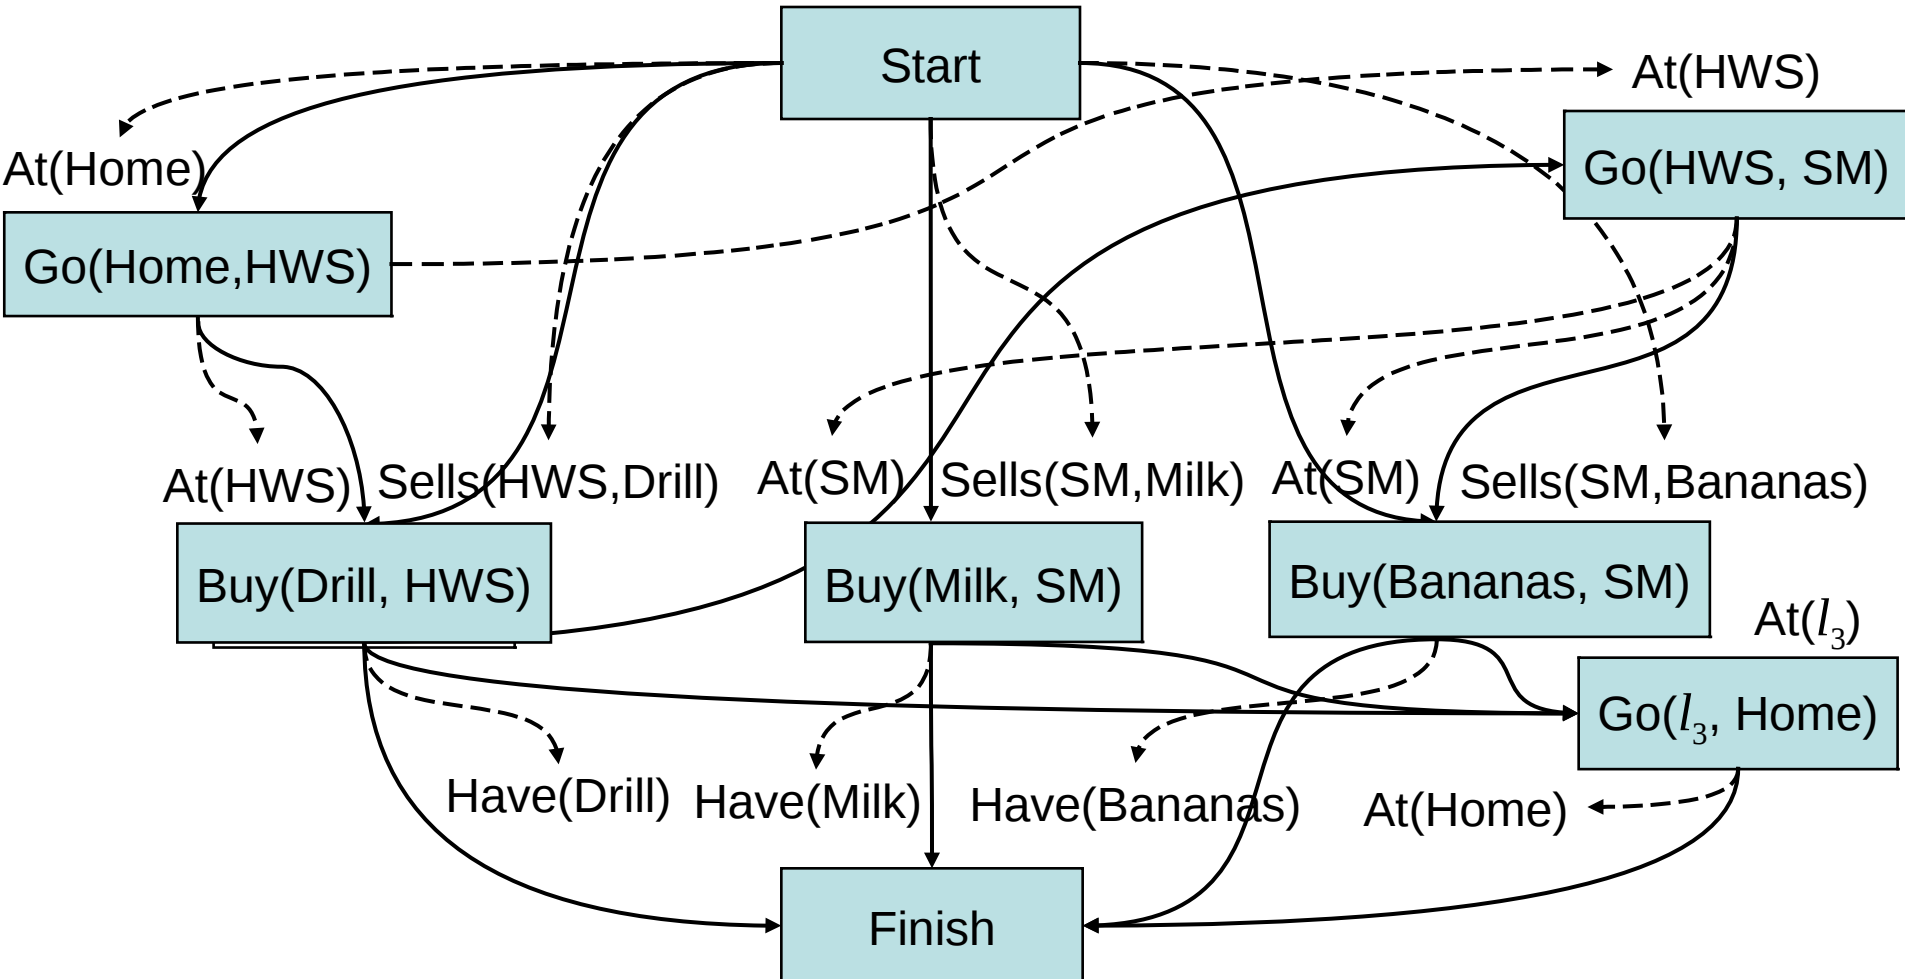 Start
At(HWS)
At(Home)
Go(HWS, SM)
Go(Home,HWS)
At(HWS)
Sells(HWS,Drill)
At(SM)
Sells(SM,Milk)
At(SM)
Sells(SM,Bananas)
Buy(Drill, HWS)
Buy(Milk, SM)
Buy(Bananas, SM)
At(l₃)
Go(l₃, Home)
Have(Drill)
Have(Milk)
Have(Bananas)
At(Home)
Finish